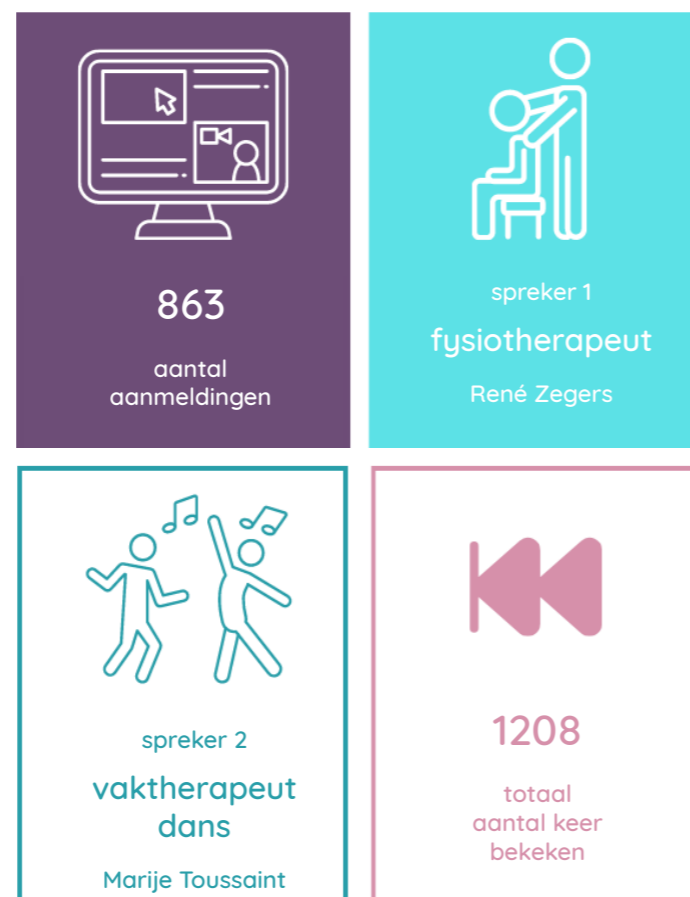 863
aantal
aanmeldingen
spreker 1
fysiotherapeut
René Zegers
spreker 2
vaktherapeut
dans
Marije Toussaint
1208
totaal
aantal keer
bekeken